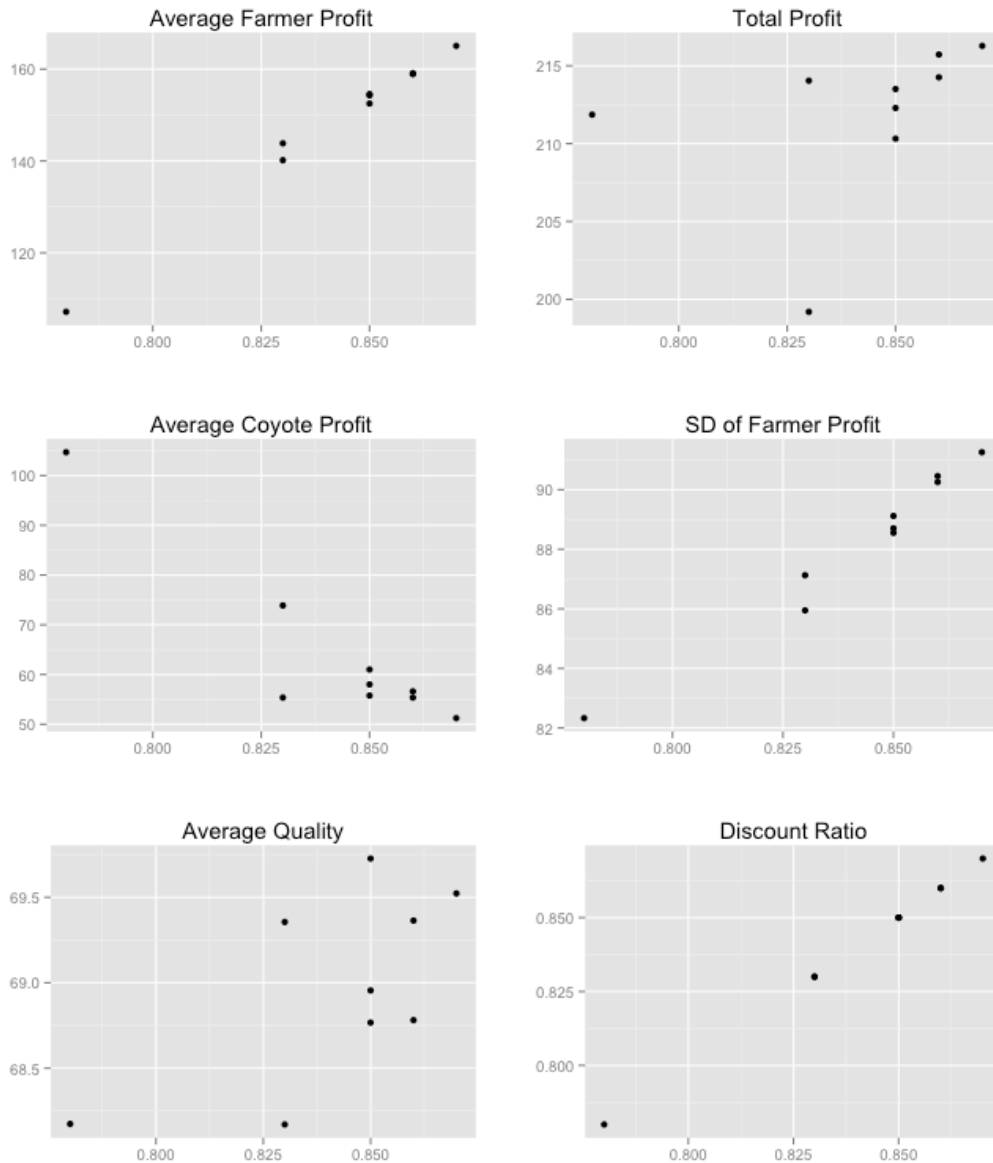 Average Farmer Profit
160
140
120
0.800 0.825 0.850
Total Profit
215
210
205
200
0.800 0.825 0.850
Average Coyote Profit
100
90
80
70
60
50
0.800 0.825 0.850
SD of Farmer Profit
90
88
86
84
82
0.800 0.825 0.850
Average Quality
69.5
69.0
68.5
0.800 0.825 0.850
Discount Ratio
0.850
0.825
0.800
0.800 0.825 0.850